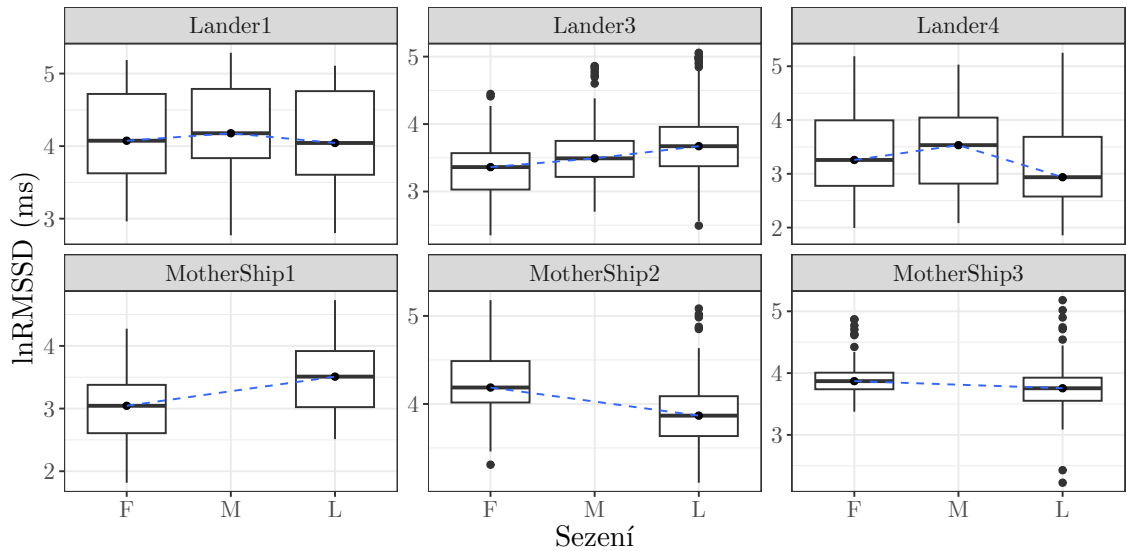 Lander1 Lander3 Lander4
5 4 3
5 4 3
5 4 3 2
lnRMSSD (ms)
MotherShip1 MotherShip2 MotherShip3
4 3 2
5 4
5 4 3
F M L F M L F M L
Sezení